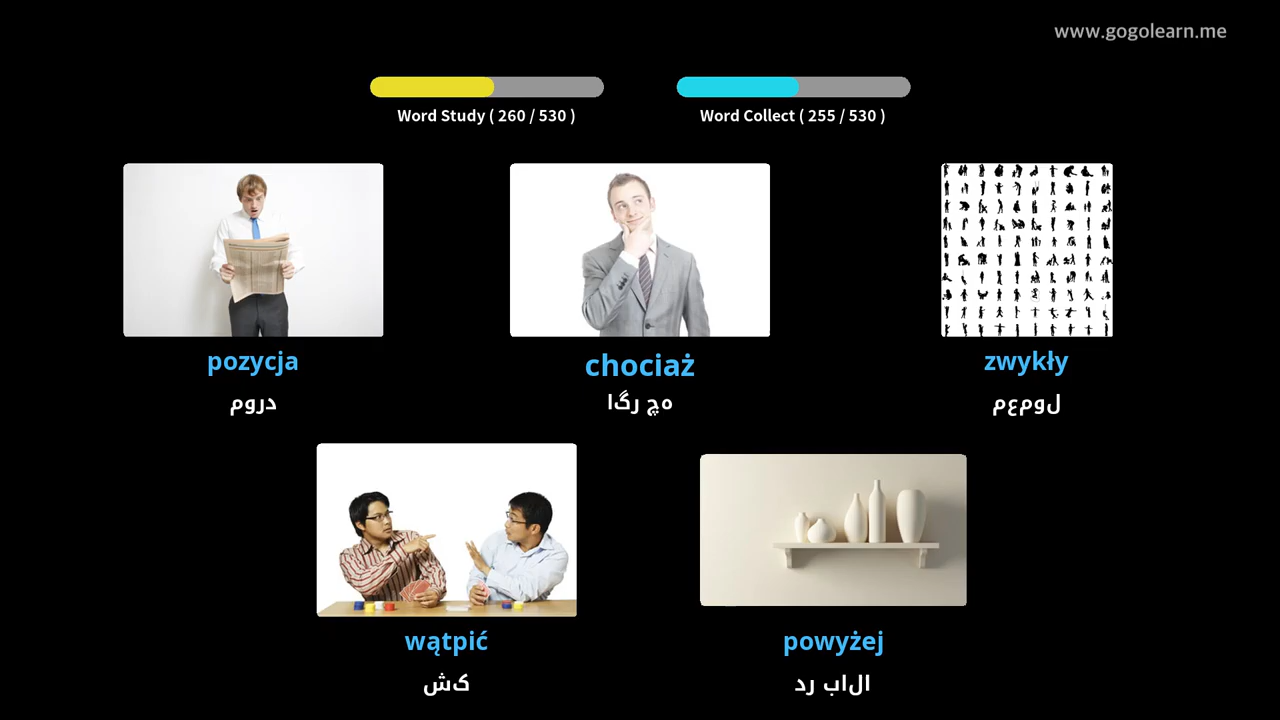 www.gogolearn.me
Word Study ( 260 / 530 )
Word Collect ( 255 / 530 )
pozycja
دروم
chociaż
هچ رگا
zwykły
لومعم
wątpić
کش
powyżej
الاب رد